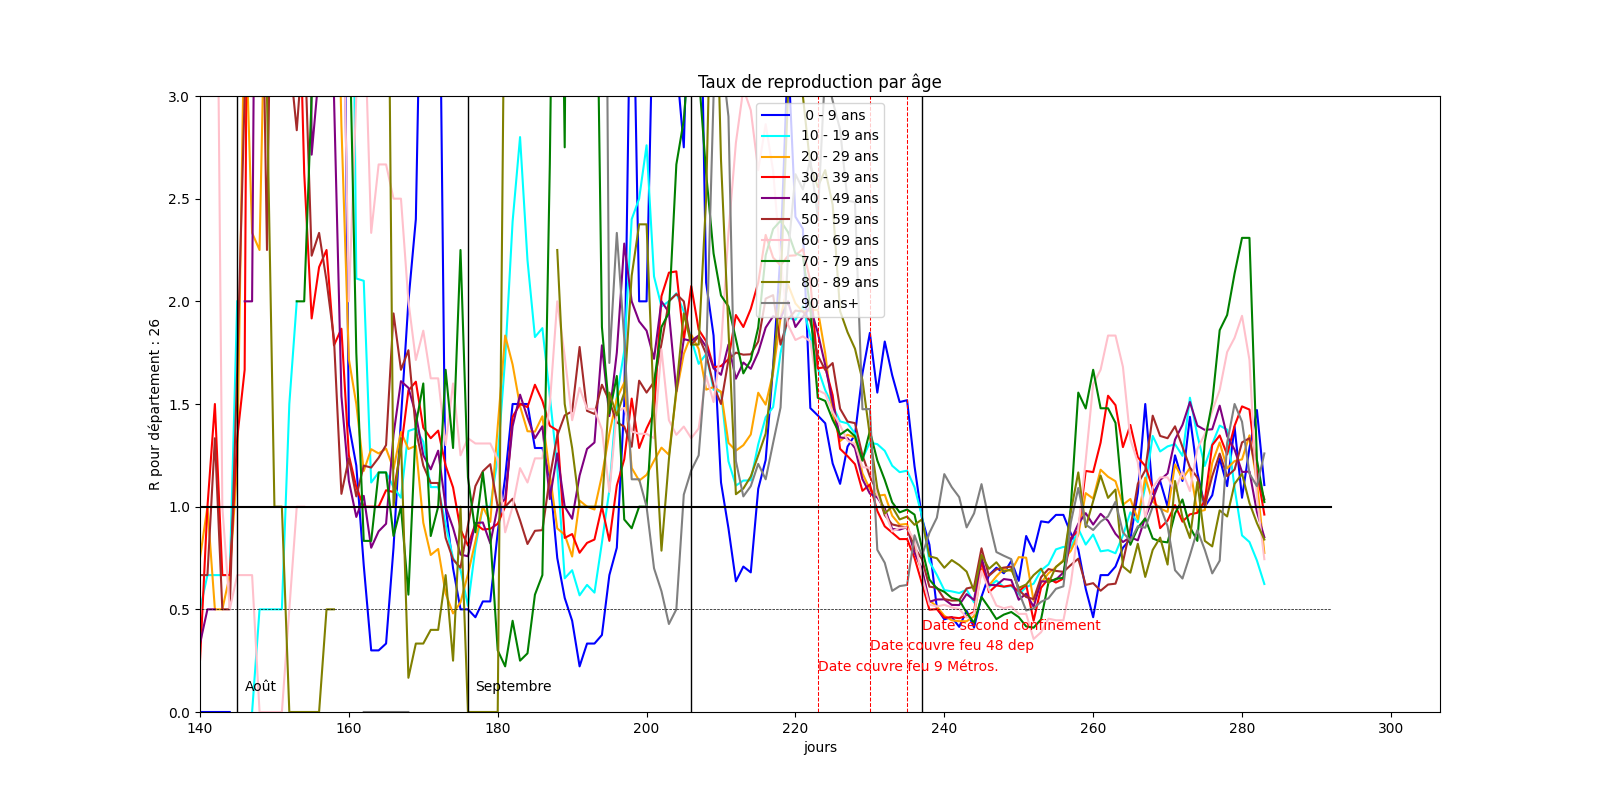 Taux de reproduction par âge
3.0
2.5
2.0
1.5
1.0
0.5
0.0
R pour département : 26
0 - 9 ans
10 - 19 ans
20 - 29 ans
30 - 39 ans
40 - 49 ans
50 - 59 ans
60 - 69 ans
70 - 79 ans
80 - 89 ans
90 ans+
Date second confinement
Date couvre feu 48 dep
Date couvre feu 9 Métros.
Août
Septembre
140
160
180
200
220
240
260
280
300
jours